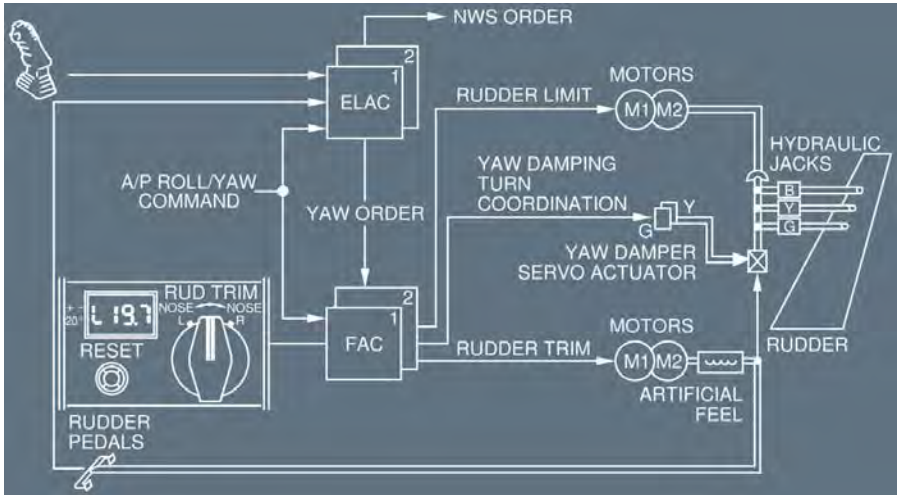 NWS ORDER
2
1
ELAC
MOTORS
RUDDER LIMIT
M1 M2
HYDRAULIC
JACKS
YAW DAMPING
TURN
COORDINATION
A/P ROLL/YAW
COMMAND
YAW ORDER
B
Y
G
Y
G
YAW DAMPER
SERVO ACTUATOR
RUD TRIM
NOSE NOSE
L R
+ -
20°
L19.7
RESET
2
1
FAC
MOTORS
RUDDER TRIM
M1 M2
RUDDER
ARTIFICIAL
FEEL
RUDDER
PEDALS